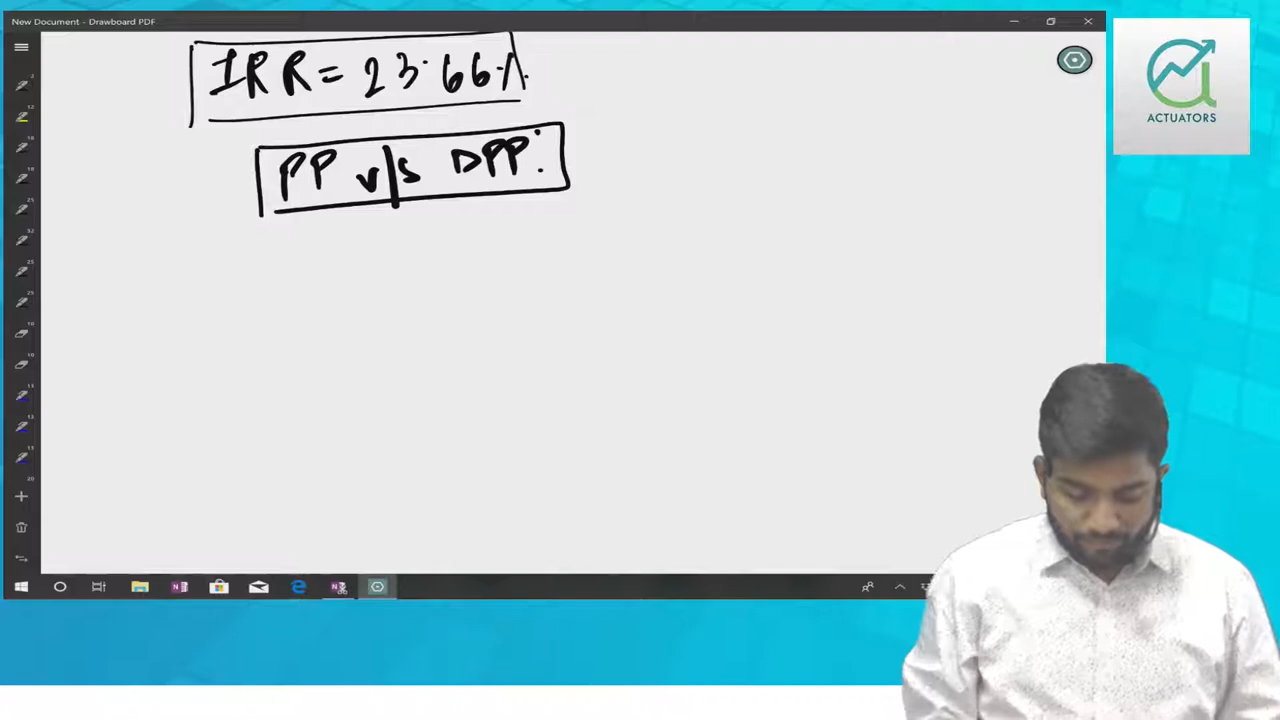 New Document - Drawboard PDF
IRR = 23.66%.
PP v/s DPP:
ACTUATORS